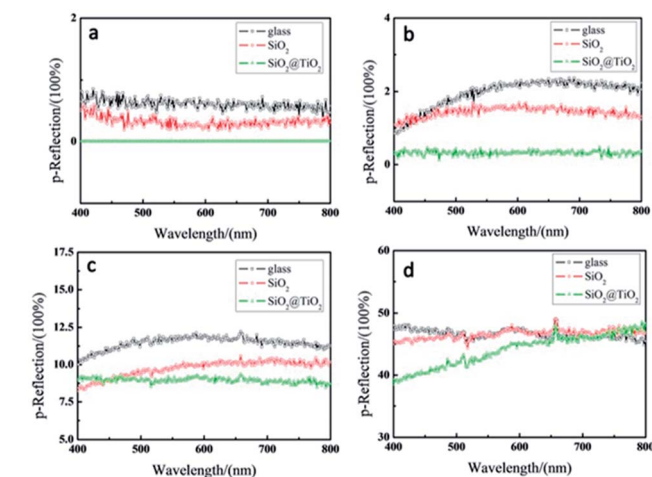 a
glass
SiO₂
SiO₂@TiO₂
p-Reflection/(100%)
2
0
400 500 600 700 800
Wavelength/(nm)
b
glass
SiO₂
SiO₂@TiO₂
p-Reflection/(100%)
4
2
0
400 500 600 700 800
Wavelength/(nm)
c
glass
SiO₂
SiO₂@TiO₂
p-Reflection/(100%)
17.5
15.0
12.5
10.0
7.5
5.0
400 500 600 700 800
Wavelength/(nm)
d
glass
SiO₂
SiO₂@TiO₂
p-Reflection/(100%)
60
50
40
30
400 500 600 700 800
Wavelength/(nm)